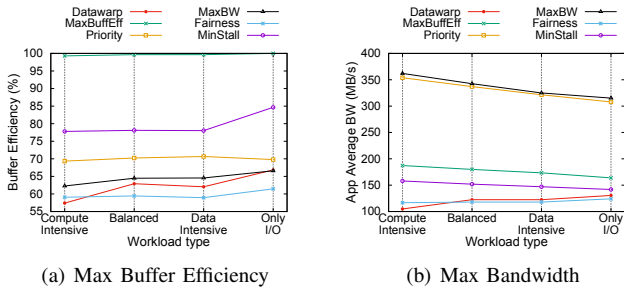 Datawarp MaxBW
MaxBuffEff Fairness
Priority MinStall
100
95
90
85
80
75
70
65
60
55
Buffer Efficiency (%)
Compute Intensive
Balanced
Data Intensive
Only I/O
Workload type
(a) Max Buffer Efficiency
Datawarp MaxBW
MaxBuffEff Fairness
Priority MinStall
400
350
300
250
200
150
100
App Average BW (MB/s)
Compute Intensive
Balanced
Data Intensive
Only I/O
Workload type
(b) Max Bandwidth